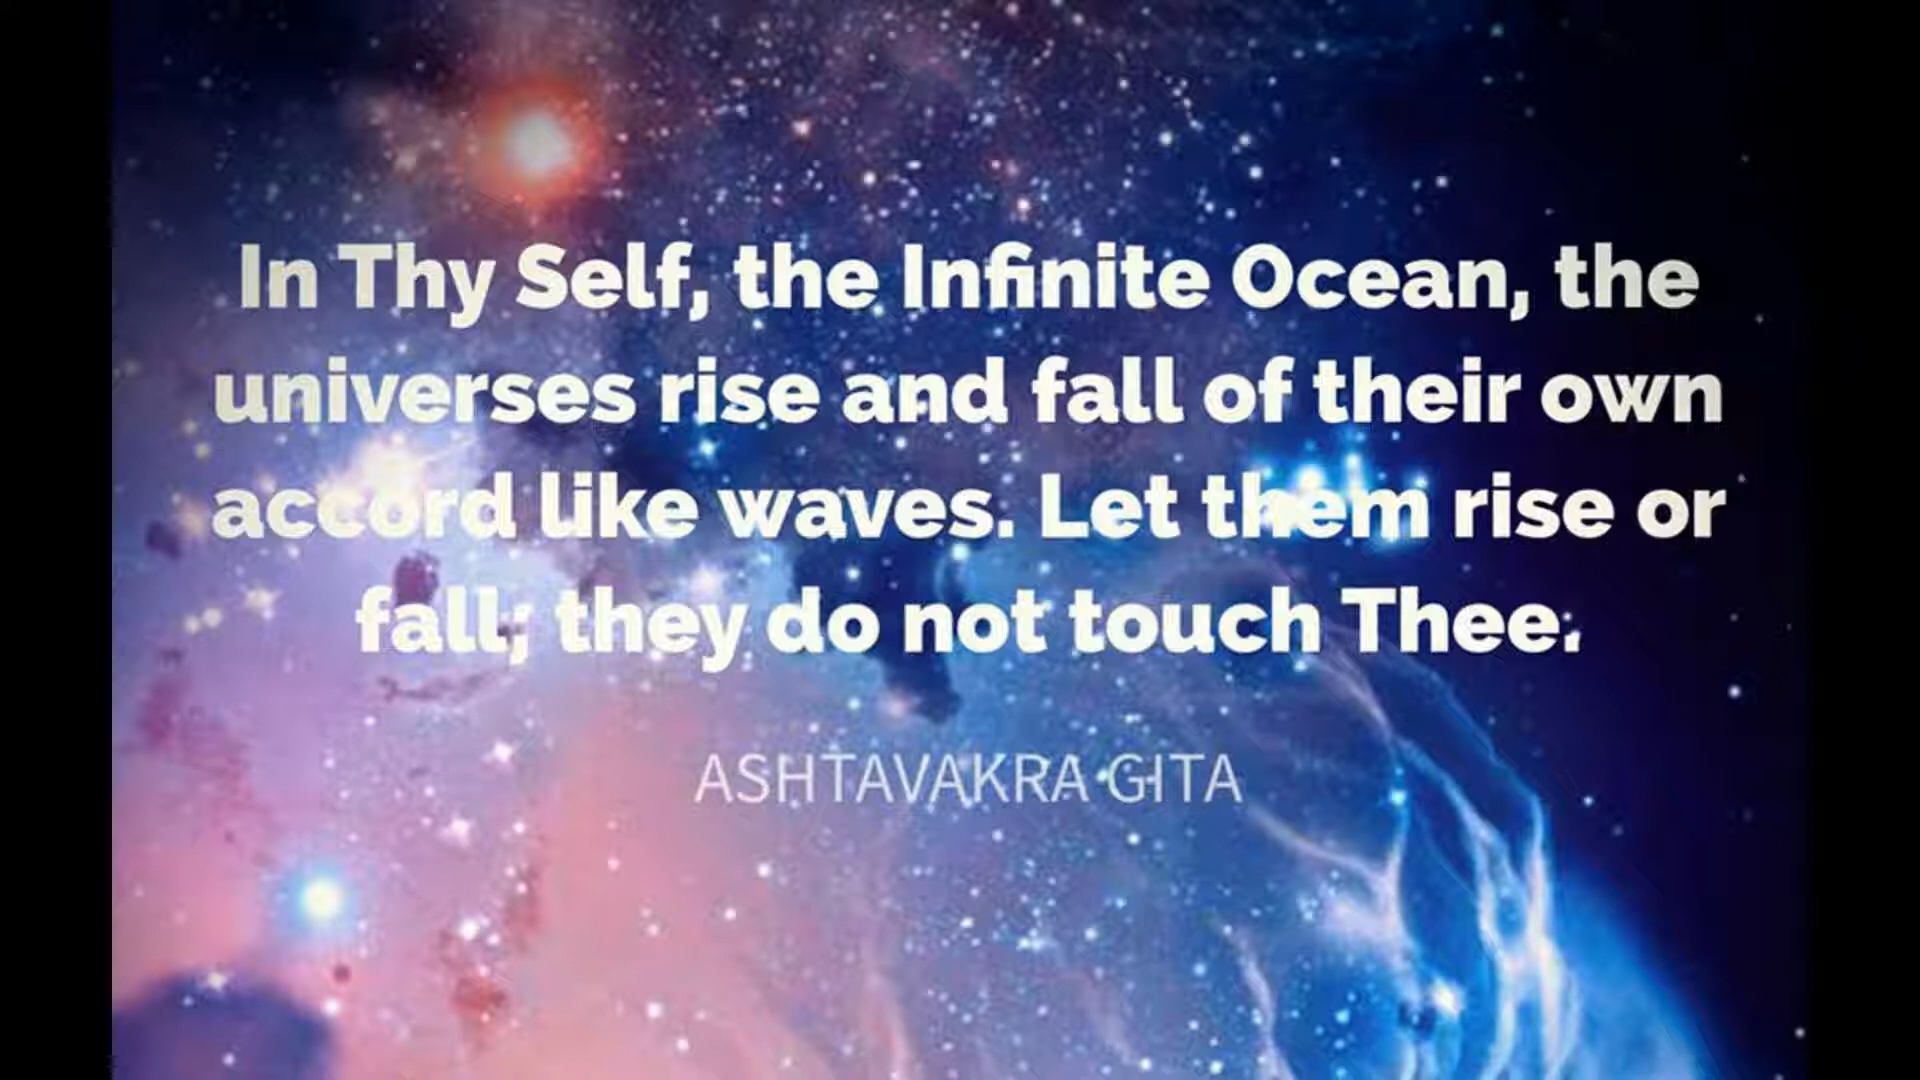 In Thy Self, the Infinite Ocean, the
universes rise and fall of their own
accord like waves. Let them rise or
fall; they do not touch Thee.
ASHTAVAKRA GITA